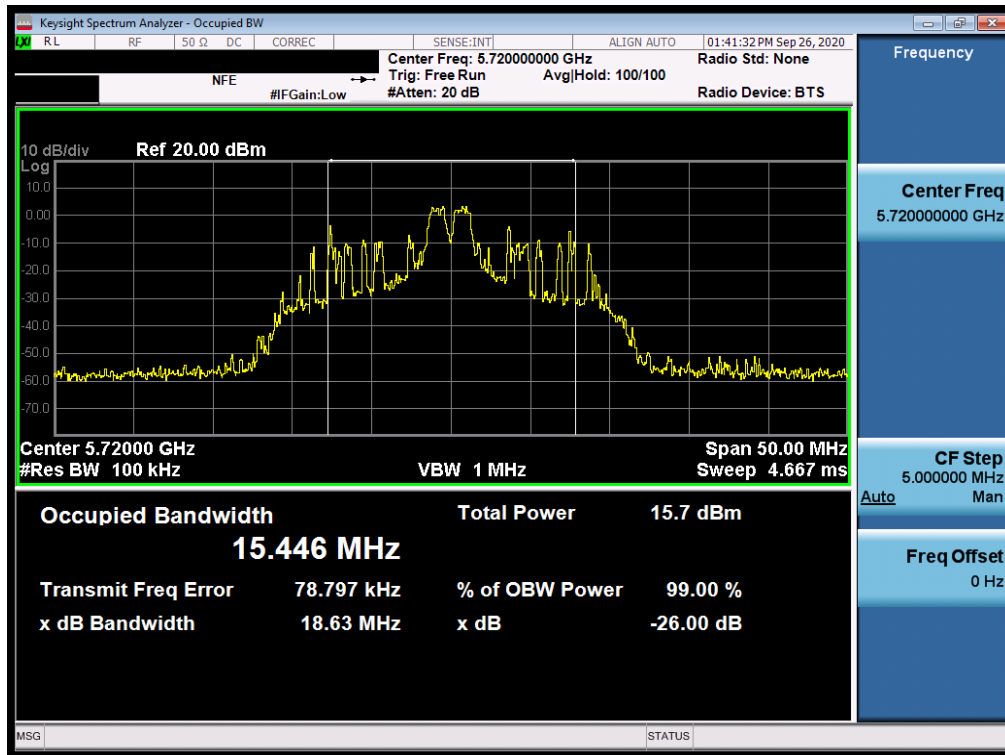 Keysight Spectrum Analyzer - Occupied BW
LXI RL RF 50 Ω DC CORREC SENSE:INT ALIGN AUTO 01:41:32 PM Sep 26, 2020
Center Freq: 5.720000000 GHz Radio Std: None
NFE Trig: Free Run Avg|Hold: 100/100
#IFGain:Low #Atten: 20 dB Radio Device: BTS
10 dB/div Ref 20.00 dBm
Log
10.0
0.00
-10.0
-20.0
-30.0
-40.0
-50.0
-60.0
-70.0
Center 5.72000 GHz Span 50.00 MHz
#Res BW 100 kHz VBW 1 MHz Sweep 4.667 ms
Occupied Bandwidth Total Power 15.7 dBm
15.446 MHz
Transmit Freq Error 78.797 kHz % of OBW Power 99.00 %
x dB Bandwidth 18.63 MHz x dB -26.00 dB
MSG STATUS
Frequency
Center Freq
5.720000000 GHz
CF Step
5.000000 MHz
Auto Man
Freq Offset
0 Hz